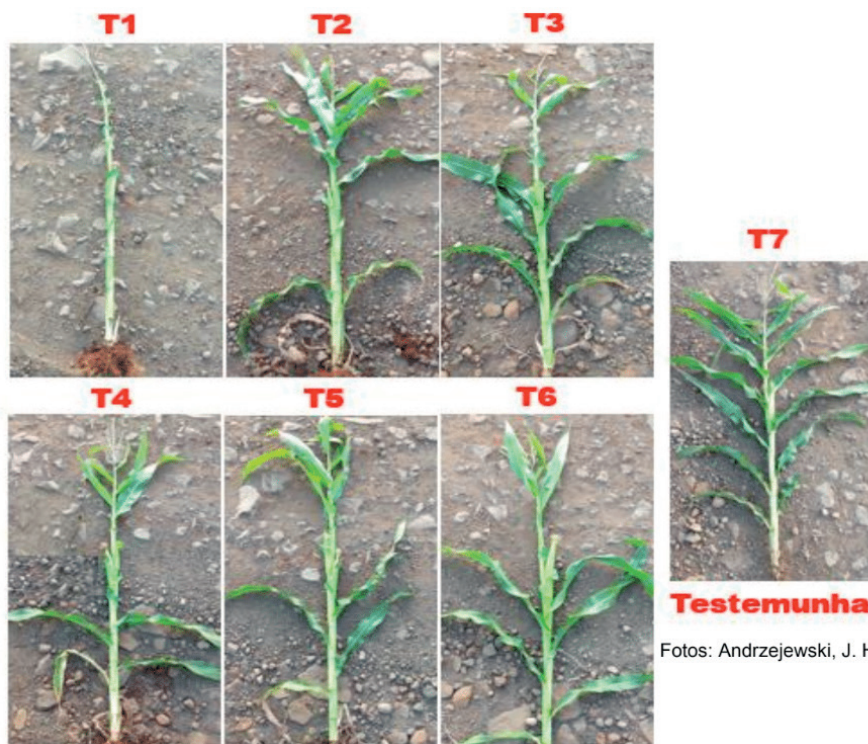 T1
T2
T3
T7
T4
T5
T6
Testemunha
Fotos: Andrzejewski, J. H